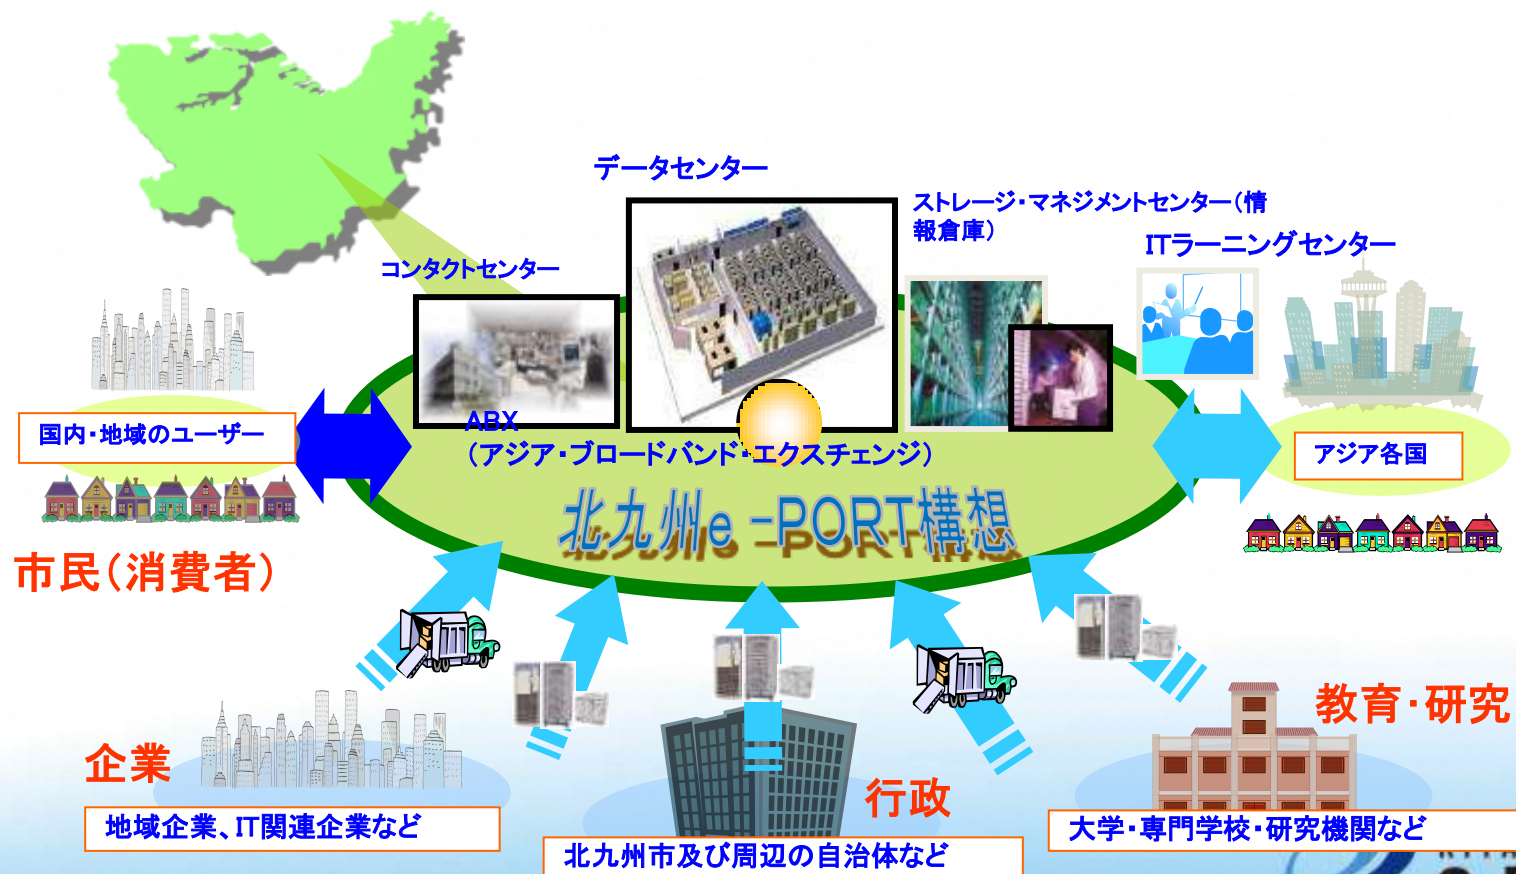 データセンター
ストレージ・マネジメントセンター（情
報倉庫）
ITラーニングセンター
コンタクトセンター
国内・地域のユーザー
ABX
（アジア・ブロードバンド・エクスチェンジ）
アジア各国
北九州e-PORT構想
市民（消費者）
教育・研究
企業
行政
地域企業、IT関連企業など
北九州市及び周辺の自治体など
大学・専門学校・研究機関など